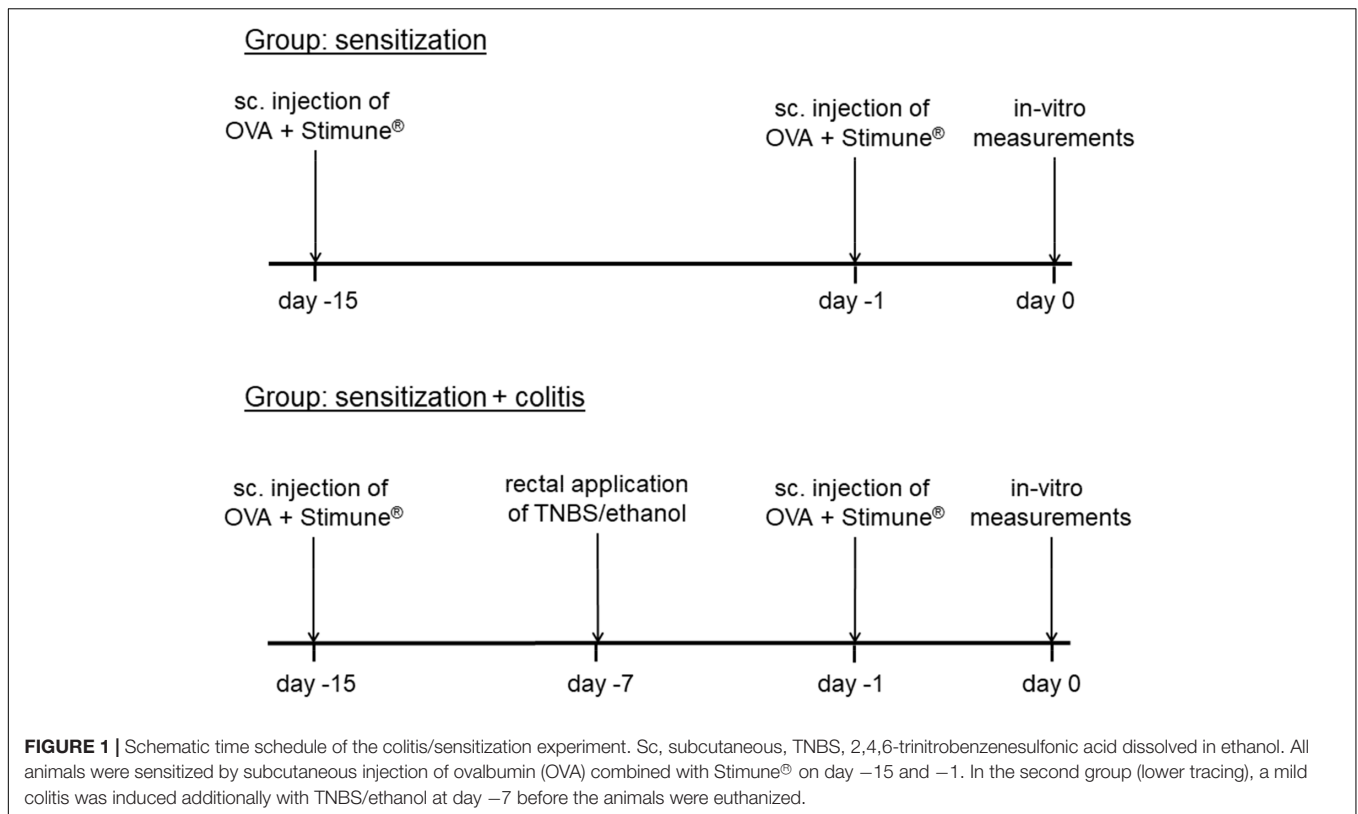 Group: sensitization
sc. injection of
OVA + Stimune®
sc. injection of
OVA + Stimune®
in-vitro
measurements
day -15
day -1
day 0
Group: sensitization + colitis
sc. injection of
OVA + Stimune®
rectal application
of TNBS/ethanol
sc. injection of
OVA + Stimune®
in-vitro
measurements
day -15
day -7
day -1
day 0
FIGURE 1 | Schematic time schedule of the colitis/sensitization experiment. Sc, subcutaneous, TNBS, 2,4,6-trinitrobenzenesulfonic acid dissolved in ethanol. All
animals were sensitized by subcutaneous injection of ovalbumin (OVA) combined with Stimune® on day −15 and −1. In the second group (lower tracing), a mild
colitis was induced additionally with TNBS/ethanol at day −7 before the animals were euthanized.